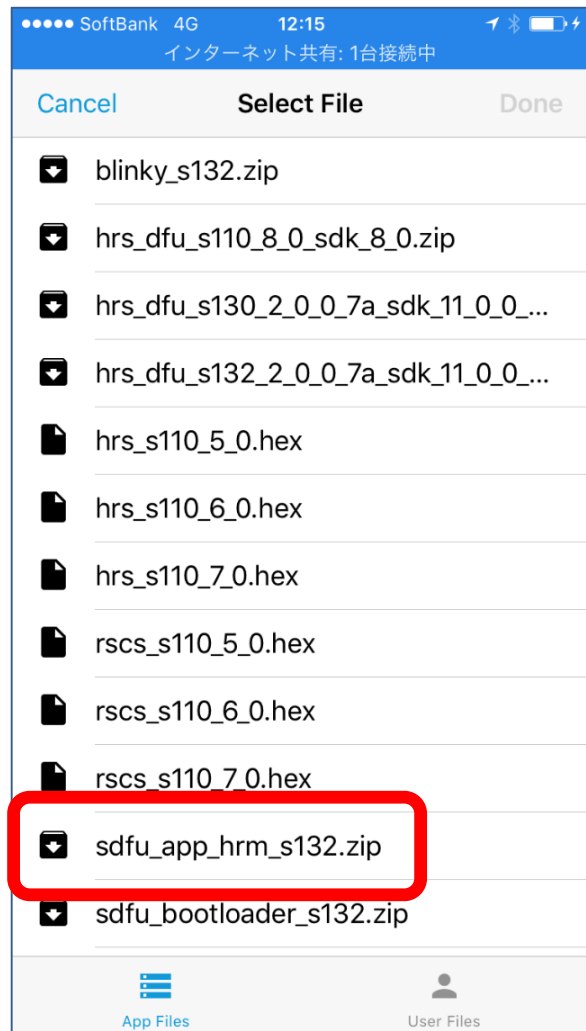 SoftBank 4G 12:15
インターネット共有: 1台接続中
Cancel Select File Done
blinky_s132.zip
hrs_dfu_s110_8_0_sdk_8_0.zip
hrs_dfu_s130_2_0_0_7a_sdk_11_0_0_...
hrs_dfu_s132_2_0_0_7a_sdk_11_0_0_...
hrs_s110_5_0.hex
hrs_s110_6_0.hex
hrs_s110_7_0.hex
rscs_s110_5_0.hex
rscs_s110_6_0.hex
rscs_s110_7_0.hex
sdfu_app_hrm_s132.zip
sdfu_bootloader_s132.zip
App Files User Files